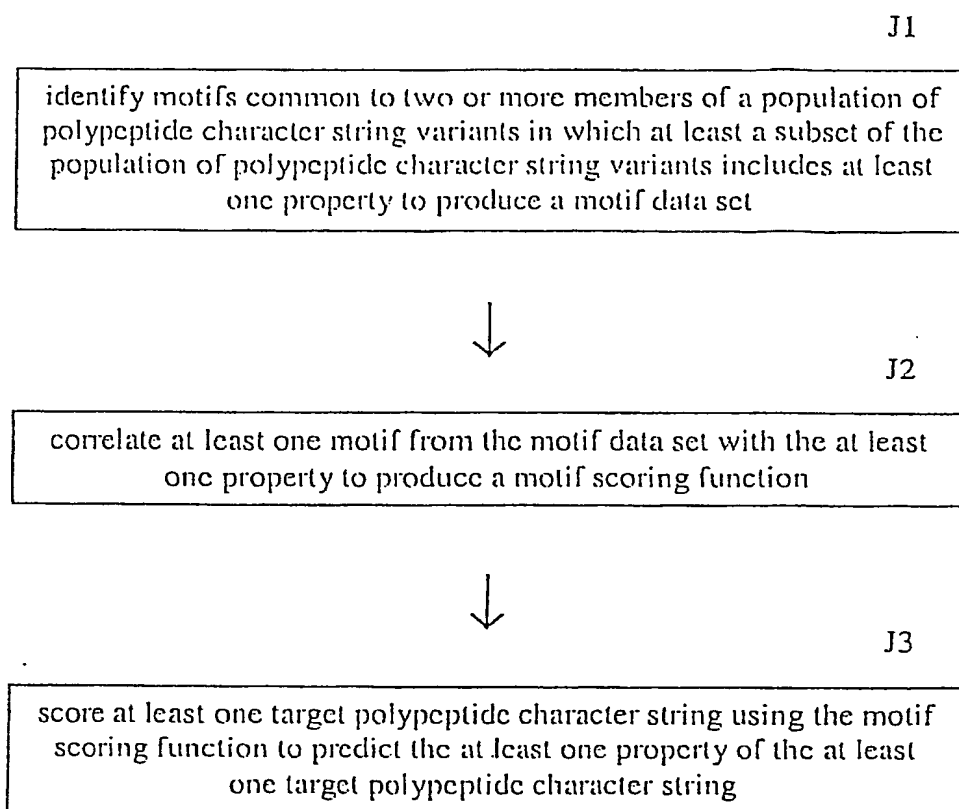 J1
identify motifs common to two or more members of a population of
polypeptide character string variants in which at least a subset of the
population of polypeptide character string variants includes at least
one property to produce a motif data set
J2
correlate at least one motif from the motif data set with the at least
one property to produce a motif scoring function
J3
score at least one target polypeptide character string using the motif
scoring function to predict the at least one property of the at least
one target polypeptide character string